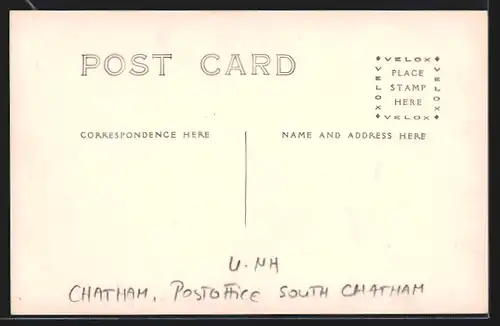 POST CARD
VELOX
VELOX PLACE VELOX
STAMP
HERE
VELOX
CORRESPONDENCE HERE
NAME AND ADDRESS HERE
U-NH
CHATHAM, POSTOFFICE SOUTH CHATHAM